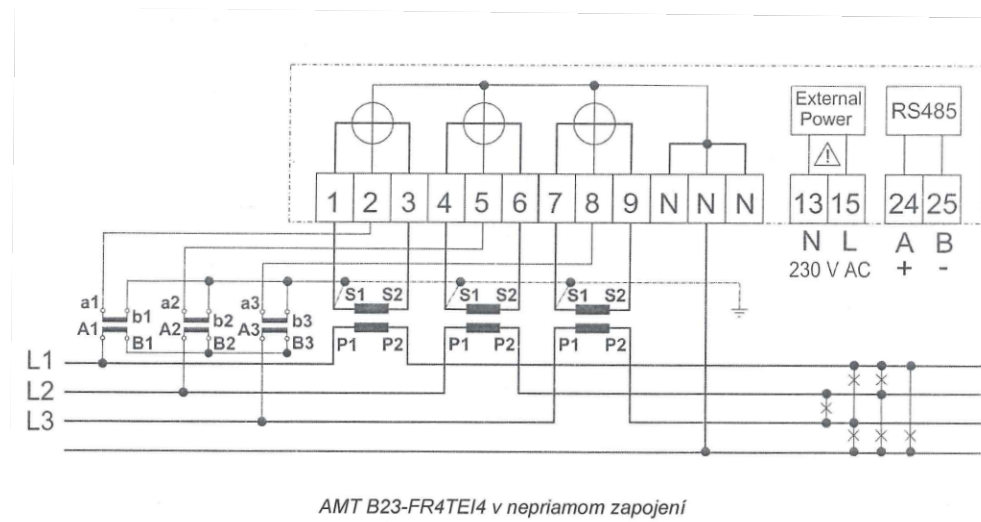 External
Power
RS485
1 2 3 4 5 6 7 8 9 N N N 13 15 24 25
N L A B
230 V AC + -
a1 b1 a2 b2 a3 b3 S1 S2 S1 S2 S1 S2
A1 B1 A2 B2 A3 B3 P1 P2 P1 P2 P1 P2
L1
L2
L3
AMT B23-FR4TEI4 v nepriamom zapojení